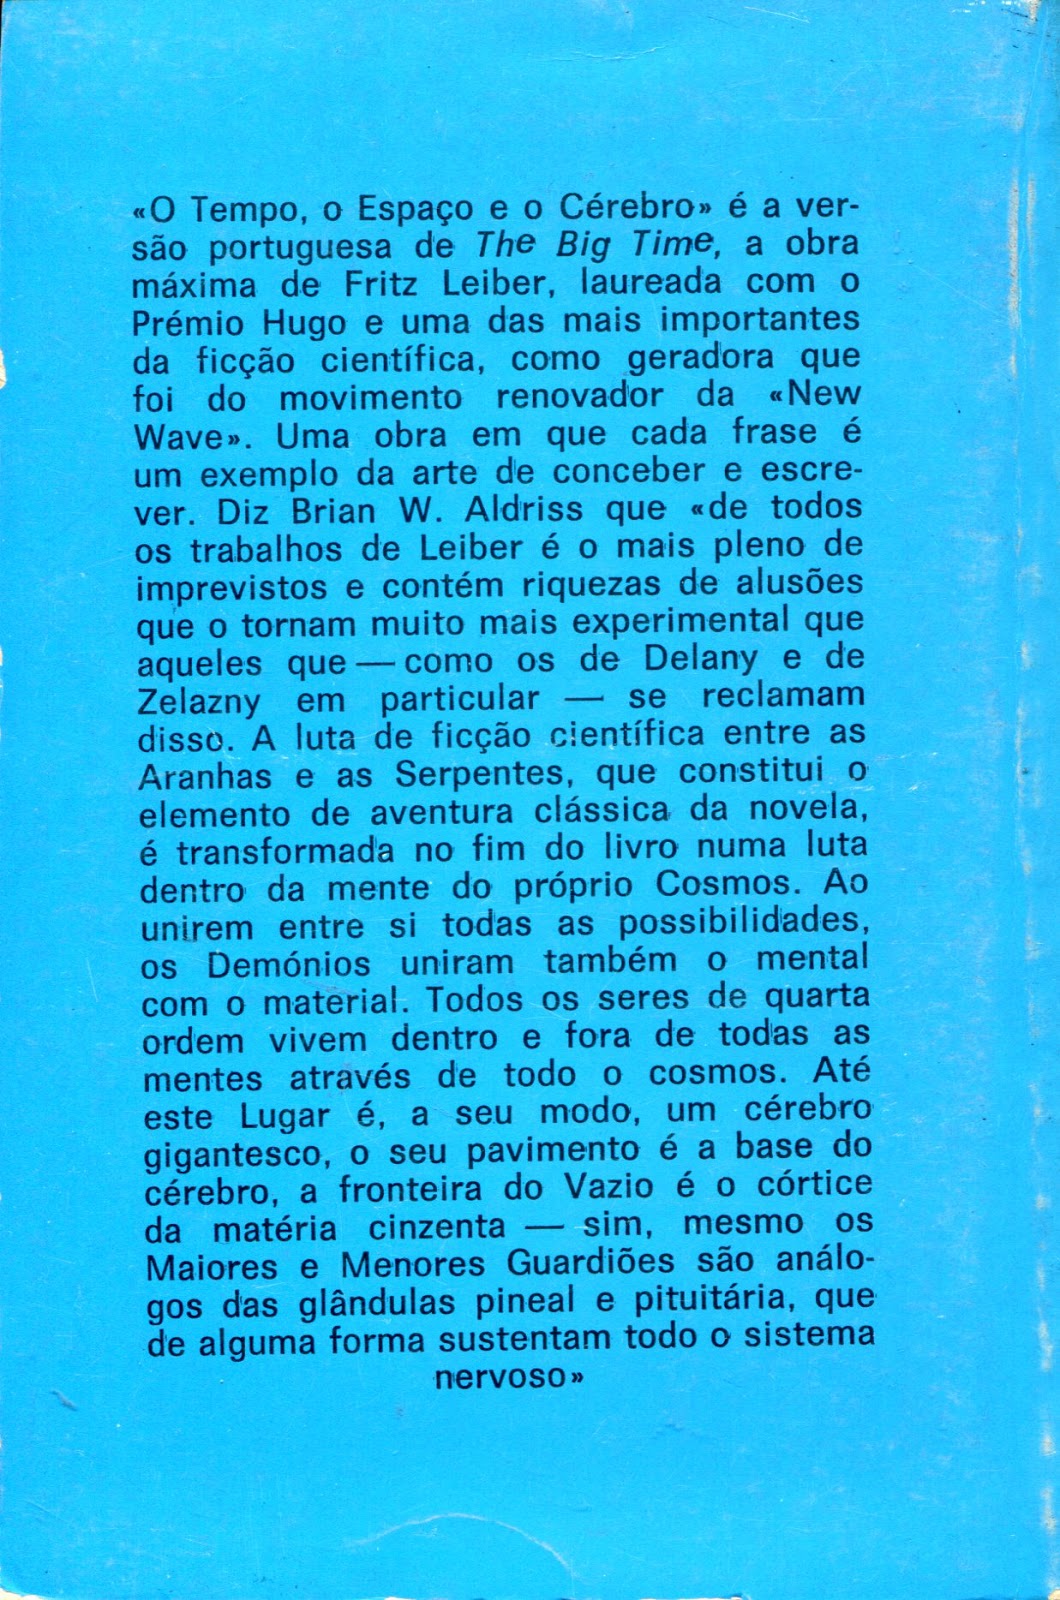 «O Tempo, o Espaço e o Cérebro» é a ver-
são portuguesa de The Big Time, a obra
máxima de Fritz Leiber, laureada com o
Prémio Hugo e uma das mais importantes
da ficção científica, como geradora que
foi do movimento renovador da «New
Wave». Uma obra em que cada frase é
um exemplo da arte de conceber e escre-
ver. Diz Brian W. Aldriss que «de todos
os trabalhos de Leiber é o mais pleno de
imprevistos e contém riquezas de alusões
que o tornam muito mais experimental que
aqueles que — como os de Delany e de
Zelazny em particular — se reclamam
disso. A luta de ficção científica entre as
Aranhas e as Serpentes, que constitui o
elemento de aventura clássica da novela,
é transformada no fim do livro numa luta
dentro da mente do próprio Cosmos. Ao
unirem entre si todas as possibilidades,
os Demónios uniram também o mental
com o material. Todos os seres de quarta
ordem vivem dentro e fora de todas as
mentes através de todo o cosmos. Até
este Lugar é, a seu modo, um cérebro
gigantesco, o seu pavimento é a base do
cérebro, a fronteira do Vazio é o córtice
da matéria cinzenta — sim, mesmo os
Maiores e Menores Guardiões são análo-
gos das glândulas pineal e pituitária, que
de alguma forma sustentam todo o sistema
nervoso»